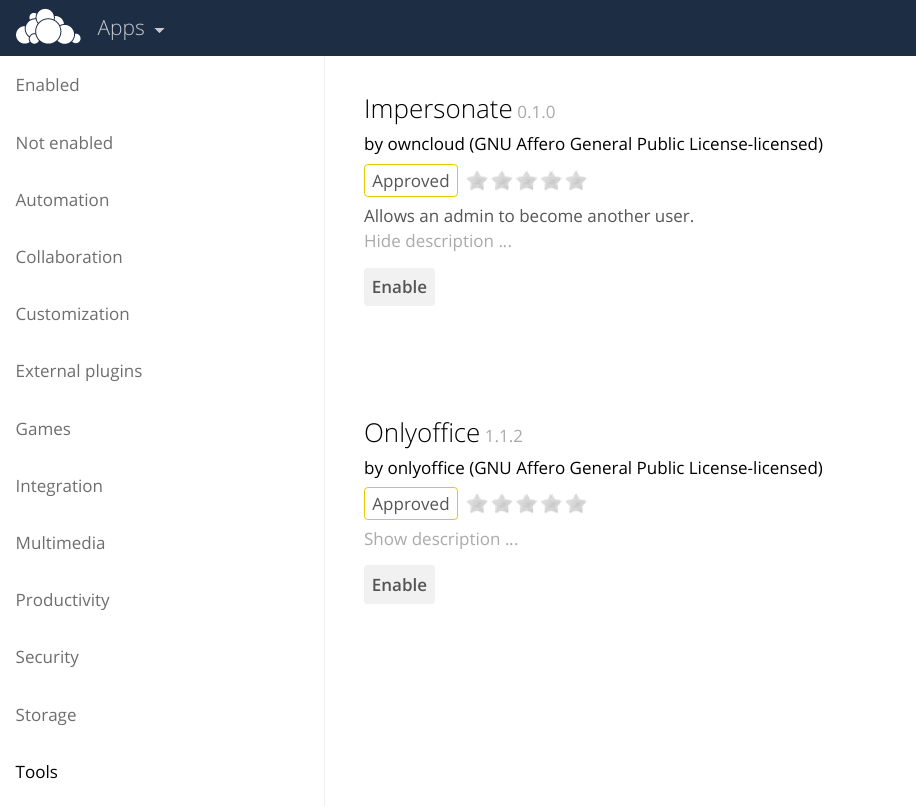 Apps
Enabled
Not enabled
Automation
Collaboration
Customization
External plugins
Games
Integration
Multimedia
Productivity
Security
Storage
Tools
Impersonate 0.1.0
by owncloud (GNU Affero General Public License-licensed)
Approved
Allows an admin to become another user.
Hide description ...
Enable
Onlyoffice 1.1.2
by onlyoffice (GNU Affero General Public License-licensed)
Approved
Show description ...
Enable